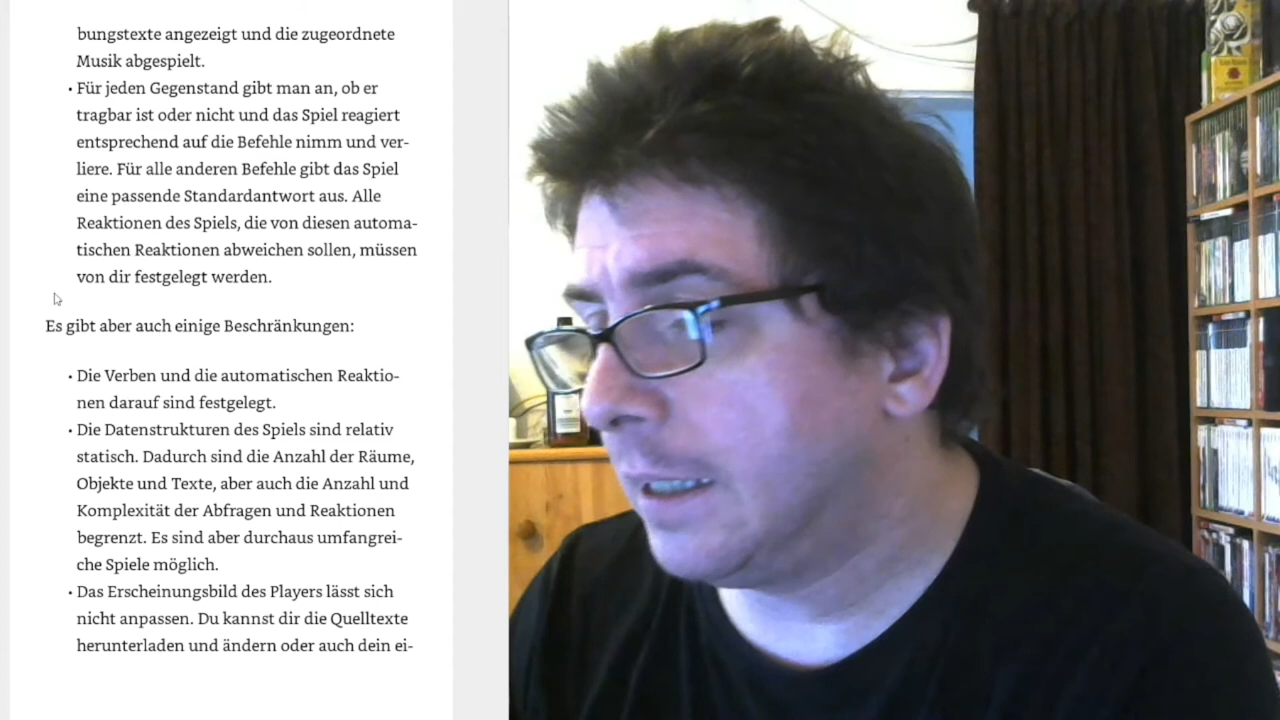 bungstexte angezeigt und die zugeordnete
Musik abgespielt.
• Für jeden Gegenstand gibt man an, ob er
tragbar ist oder nicht und das Spiel reagiert
entsprechend auf die Befehle nimm und ver-
liere. Für alle anderen Befehle gibt das Spiel
eine passende Standardantwort aus. Alle
Reaktionen des Spiels, die von diesen automa-
tischen Reaktionen abweichen sollen, müssen
von dir festgelegt werden.
Es gibt aber auch einige Beschränkungen:
• Die Verben und die automatischen Reaktio-
nen darauf sind festgelegt.
• Die Datenstrukturen des Spiels sind relativ
statisch. Dadurch sind die Anzahl der Räume,
Objekte und Texte, aber auch die Anzahl und
Komplexität der Abfragen und Reaktionen
begrenzt. Es sind aber durchaus umfangrei-
che Spiele möglich.
• Das Erscheinungsbild des Players lässt sich
nicht anpassen. Du kannst dir die Quelltexte
herunterladen und ändern oder auch dein ei-